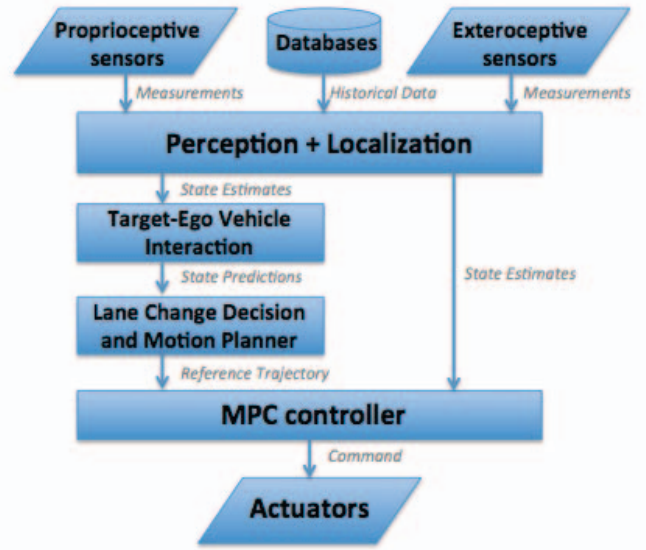 Proprioceptive
sensors
Databases
Exteroceptive
sensors
Measurements
Historical Data
Measurements
Perception + Localization
State Estimates
Target-Ego Vehicle
Interaction
State Predictions
State Estimates
Lane Change Decision
and Motion Planner
Reference Trajectory
MPC controller
Command
Actuators